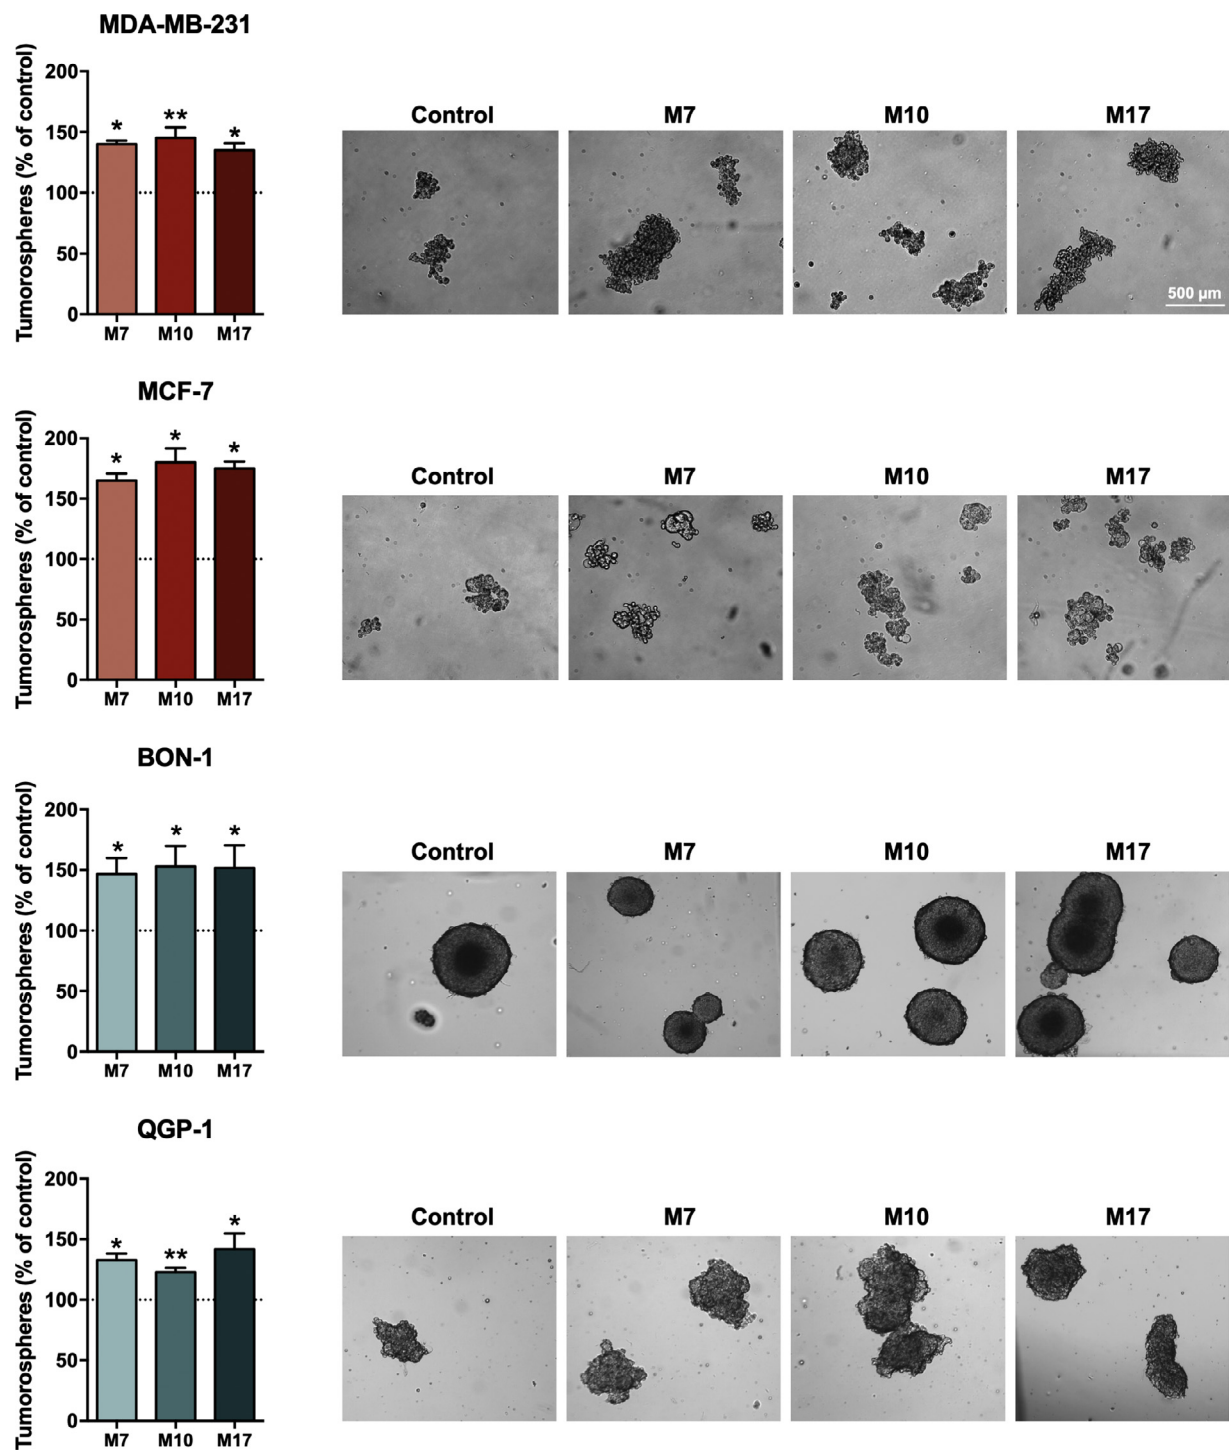 MDA-MB-231
Tumorospheres (% of control)
200
150
100
50
0
* ** *
M7 M10 M17
Control M7 M10 M17
500 µm
MCF-7
Tumorospheres (% of control)
200
150
100
50
0
* * *
M7 M10 M17
Control M7 M10 M17
BON-1
Tumorospheres (% of control)
200
150
100
50
0
* * *
M7 M10 M17
Control M7 M10 M17
QGP-1
Tumorospheres (% of control)
200
150
100
50
0
* ** *
M7 M10 M17
Control M7 M10 M17